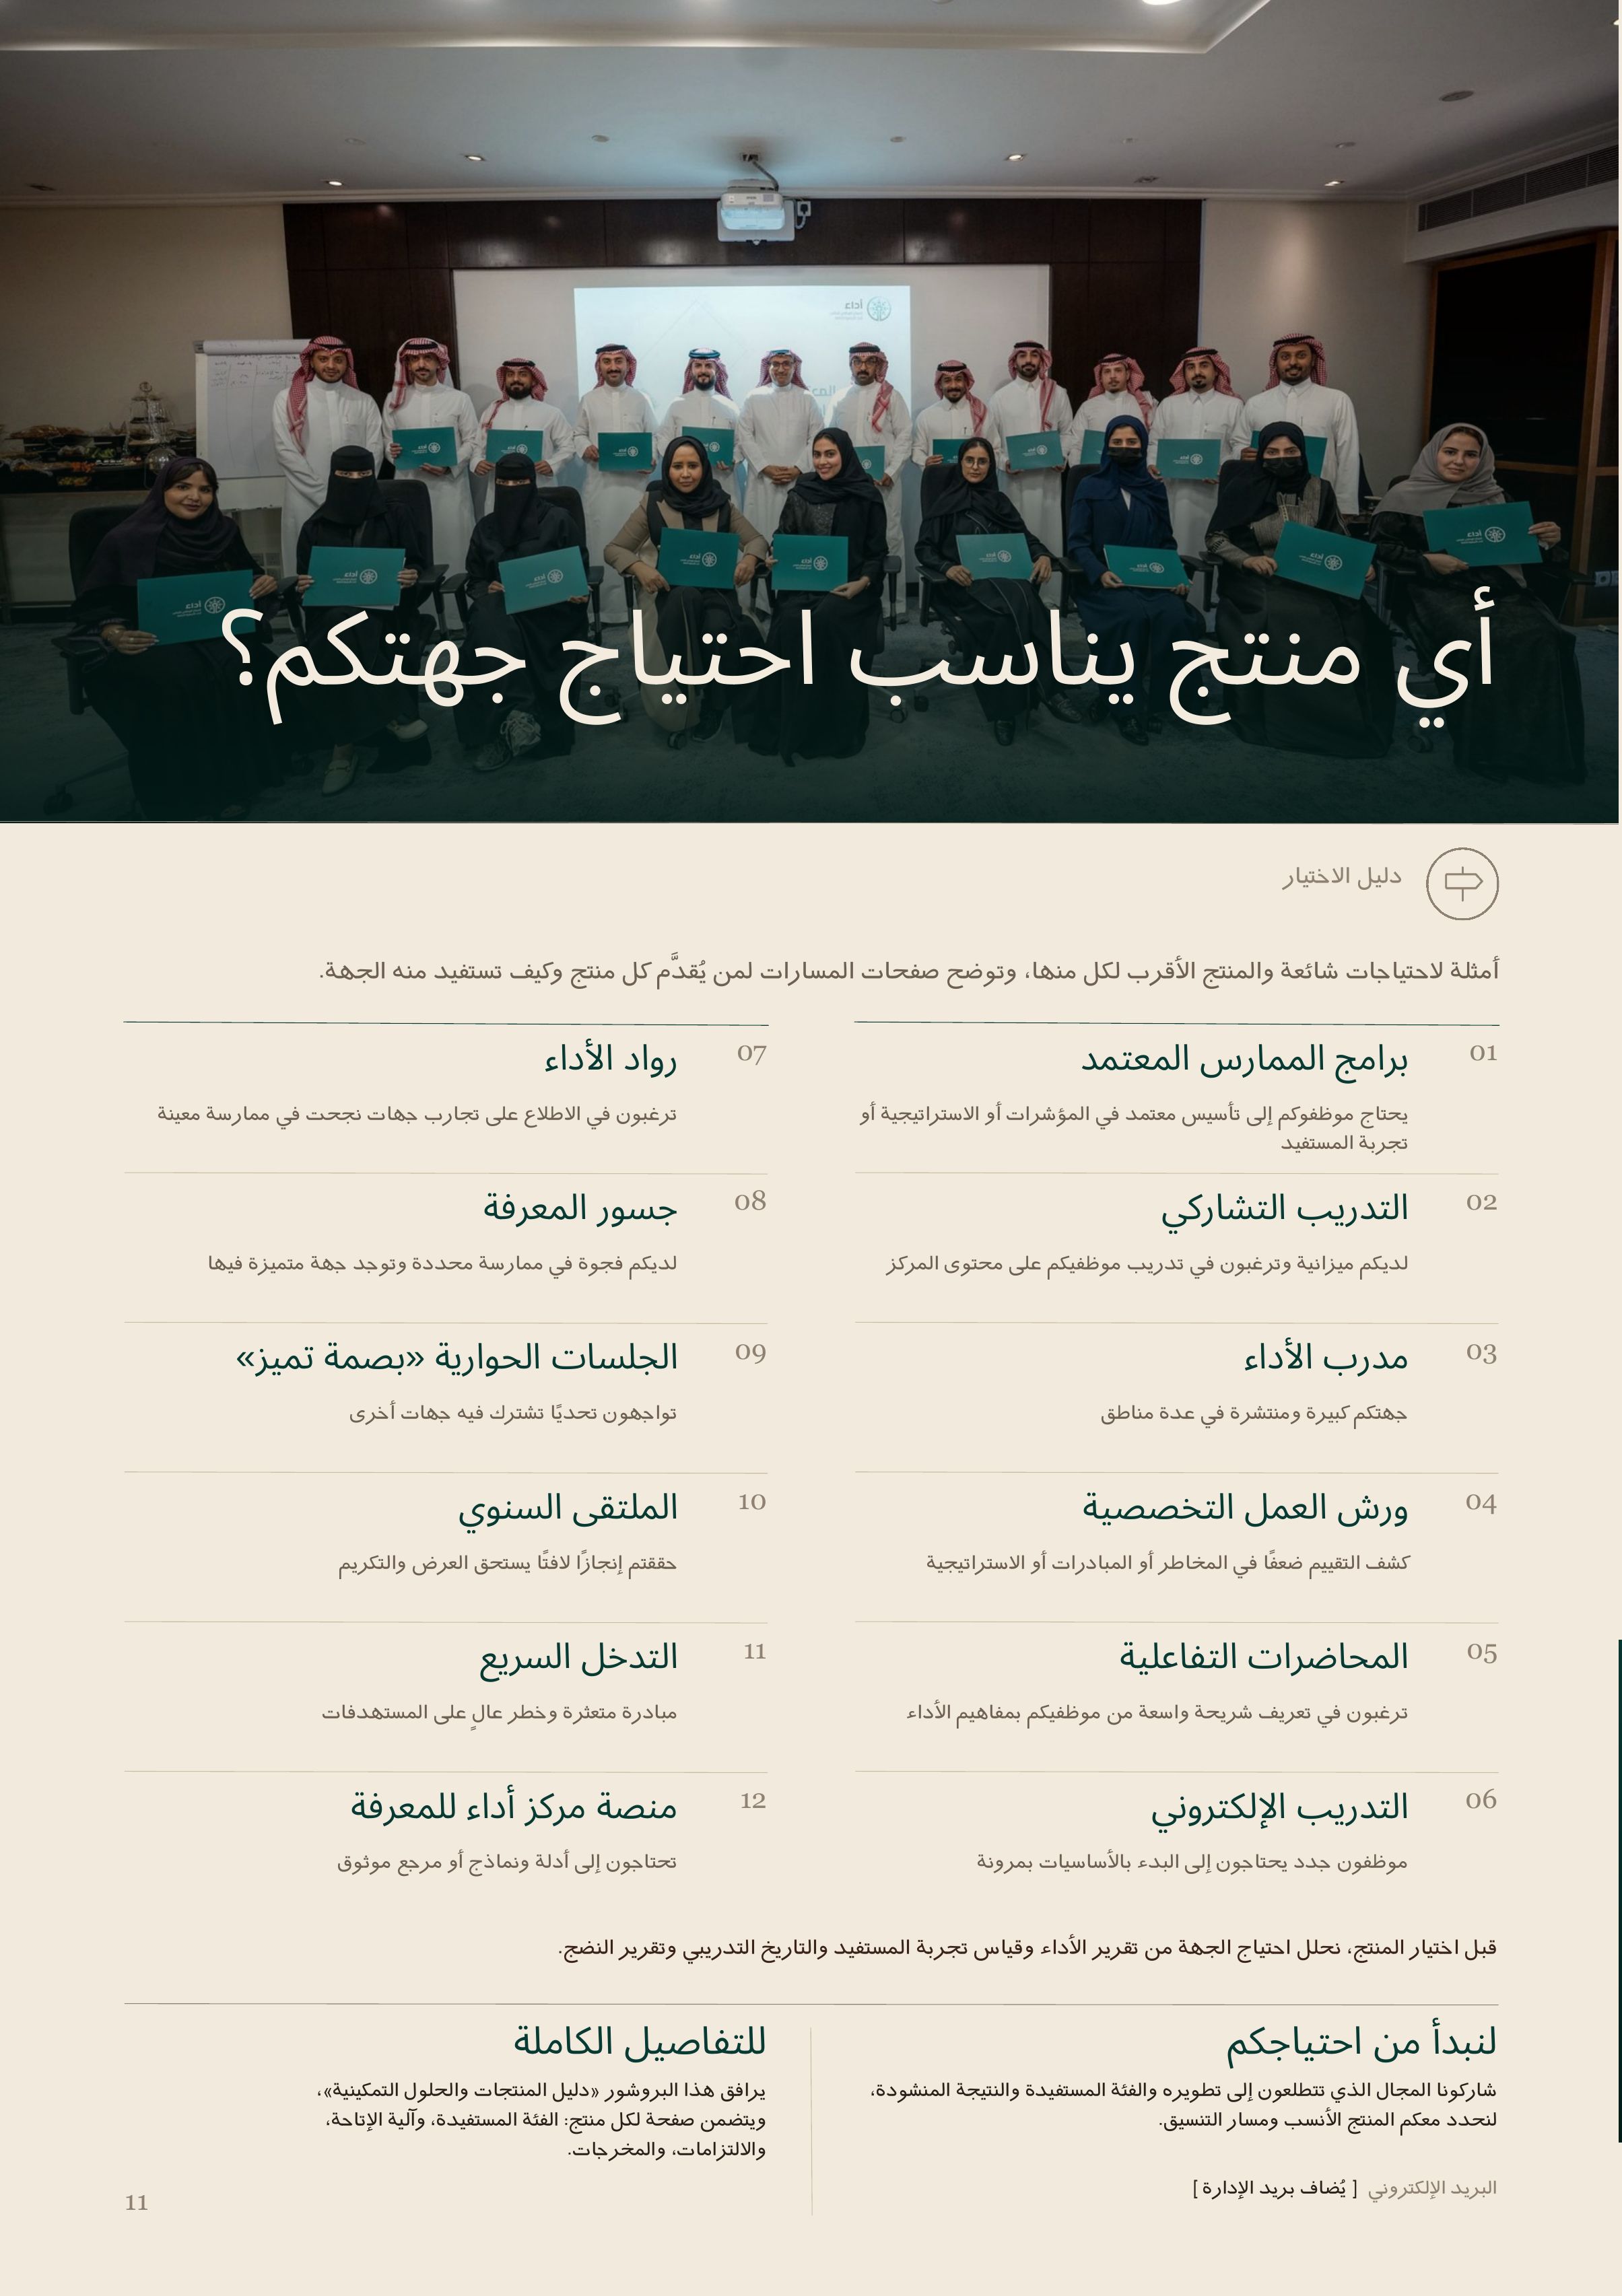 أداء
أي منتج يناسب احتياج جهتكم؟
دليل الاختيار
أمثلة لاحتياجات شائعة والمنتج الأقرب لكل منها، وتوضح صفحات المسارات لمن يُقدَّم كل منتج وكيف تستفيد منه الجهة.
01 برامج الممارس المعتمد
يحتاج موظفوكم إلى تأسيس معتمد في المؤشرات أو الاستراتيجية أو
تجربة المستفيد
02 التدريب التشاركي
لديكم ميزانية وترغبون في تدريب موظفيكم على محتوى المركز
03 مدرب الأداء
جهتكم كبيرة ومنتشرة في عدة مناطق
04 ورش العمل التخصصية
كشف التقييم ضعفًا في المخاطر أو المبادرات أو الاستراتيجية
05 المحاضرات التفاعلية
ترغبون في تعريف شريحة واسعة من موظفيكم بمفاهيم الأداء
06 التدريب الإلكتروني
موظفون جدد يحتاجون إلى البدء بالأساسيات بمرونة
07 رواد الأداء
ترغبون في الاطلاع على تجارب جهات نجحت في ممارسة معينة
08 جسور المعرفة
لديكم فجوة في ممارسة محددة وتوجد جهة متميزة فيها
09 الجلسات الحوارية «بصمة تميز»
تواجهون تحديًا تشترك فيه جهات أخرى
10 الملتقى السنوي
حققتم إنجازًا لافتًا يستحق العرض والتكريم
11 التدخل السريع
مبادرة متعثرة وخطر عالٍ على المستهدفات
12 منصة مركز أداء للمعرفة
تحتاجون إلى أدلة ونماذج أو مرجع موثوق
قبل اختيار المنتج، نحلل احتياج الجهة من تقرير الأداء وقياس تجربة المستفيد والتاريخ التدريبي وتقرير النضج.
لنبدأ من احتياجكم
شاركونا المجال الذي تتطلعون إلى تطويره والفئة المستفيدة والنتيجة المنشودة،
لنحدد معكم المنتج الأنسب ومسار التنسيق.
البريد الإلكتروني [ يُضاف بريد الإدارة ]
للتفاصيل الكاملة
يرافق هذا البروشور «دليل المنتجات والحلول التمكينية»،
ويتضمن صفحة لكل منتج: الفئة المستفيدة، وآلية الإتاحة،
والالتزامات، والمخرجات.
11